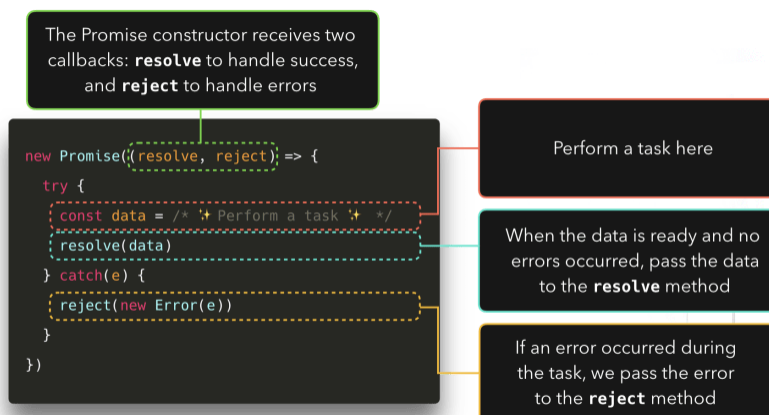 The Promise constructor receives two
callbacks: resolve to handle success,
and reject to handle errors
new Promise((resolve, reject) => {
try {
const data = /* ✨ Perform a task ✨ */
resolve(data)
} catch(e) {
reject(new Error(e))
}
})
Perform a task here
When the data is ready and no
errors occurred, pass the data
to the resolve method
If an error occurred during
the task, we pass the error
to the reject method